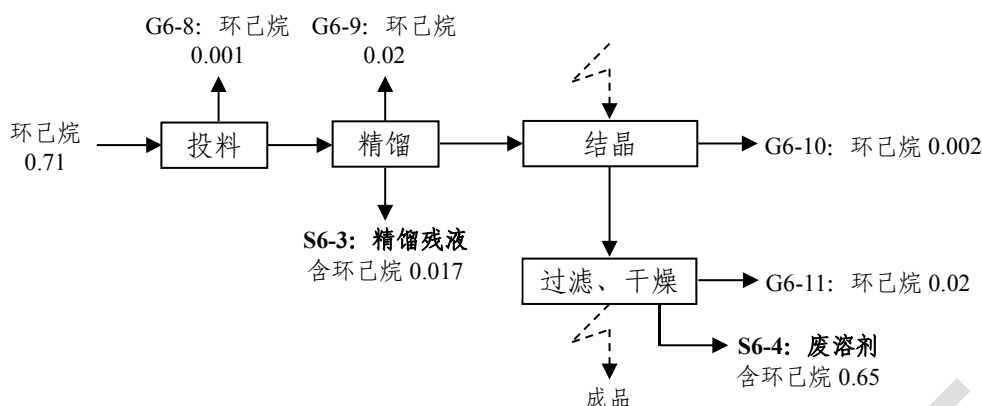 G6-8：环己烷
0.001
G6-9：环己烷
0.02
环己烷
0.71
投料
精馏
结晶
G6-10：环己烷 0.002
S6-3：精馏残液
含环己烷 0.017
过滤、干燥
G6-11：环己烷 0.02
S6-4：废溶剂
含环己烷 0.65
成品